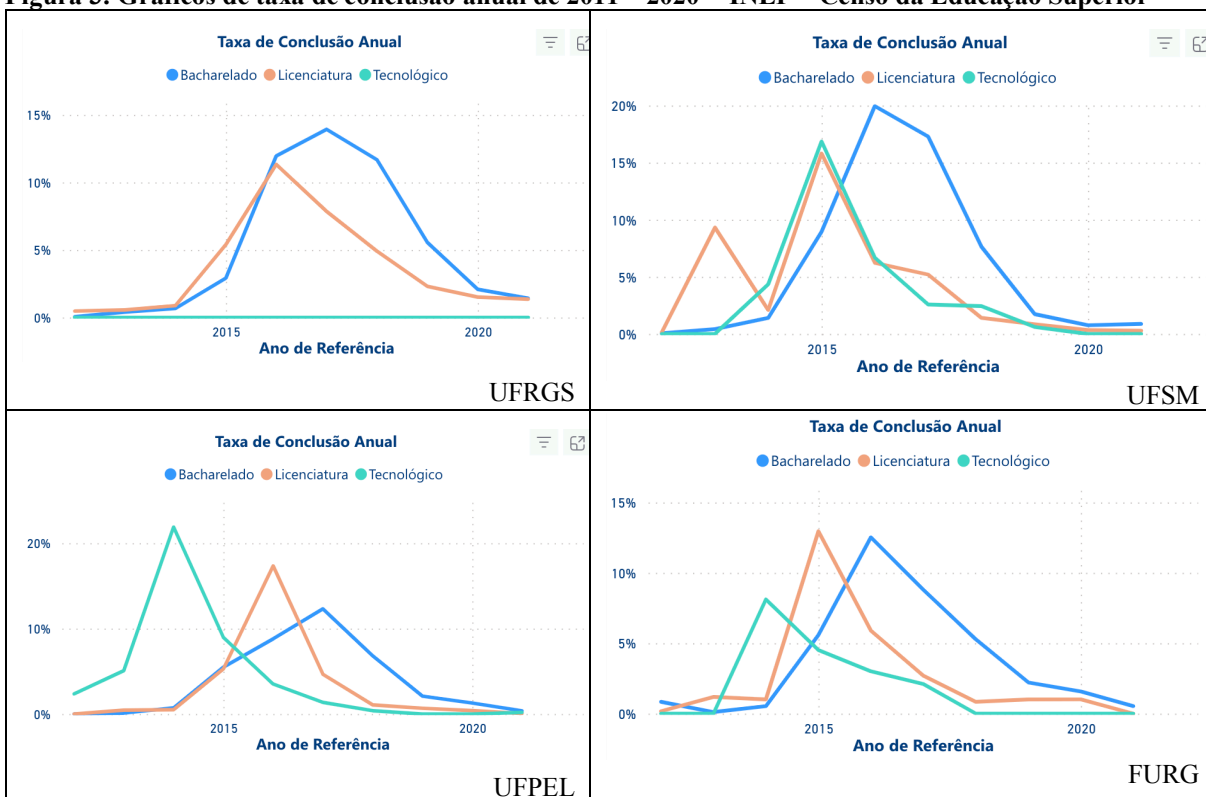 Figura 3: Gráficos de taxa de conclusão anual de 2011 – 2020 – INEP – Censo da Educação Superior
Taxa de Conclusão Anual
Bacharelado Licenciatura Tecnológico
15%
10%
5%
0%
2015 2020
Ano de Referência
UFRGS
Taxa de Conclusão Anual
Bacharelado Licenciatura Tecnológico
20%
15%
10%
5%
0%
2015 2020
Ano de Referência
UFSM
Taxa de Conclusão Anual
Bacharelado Licenciatura Tecnológico
20%
10%
0%
2015 2020
Ano de Referência
UFPEL
Taxa de Conclusão Anual
Bacharelado Licenciatura Tecnológico
15%
10%
5%
0%
2015 2020
Ano de Referência
FURG